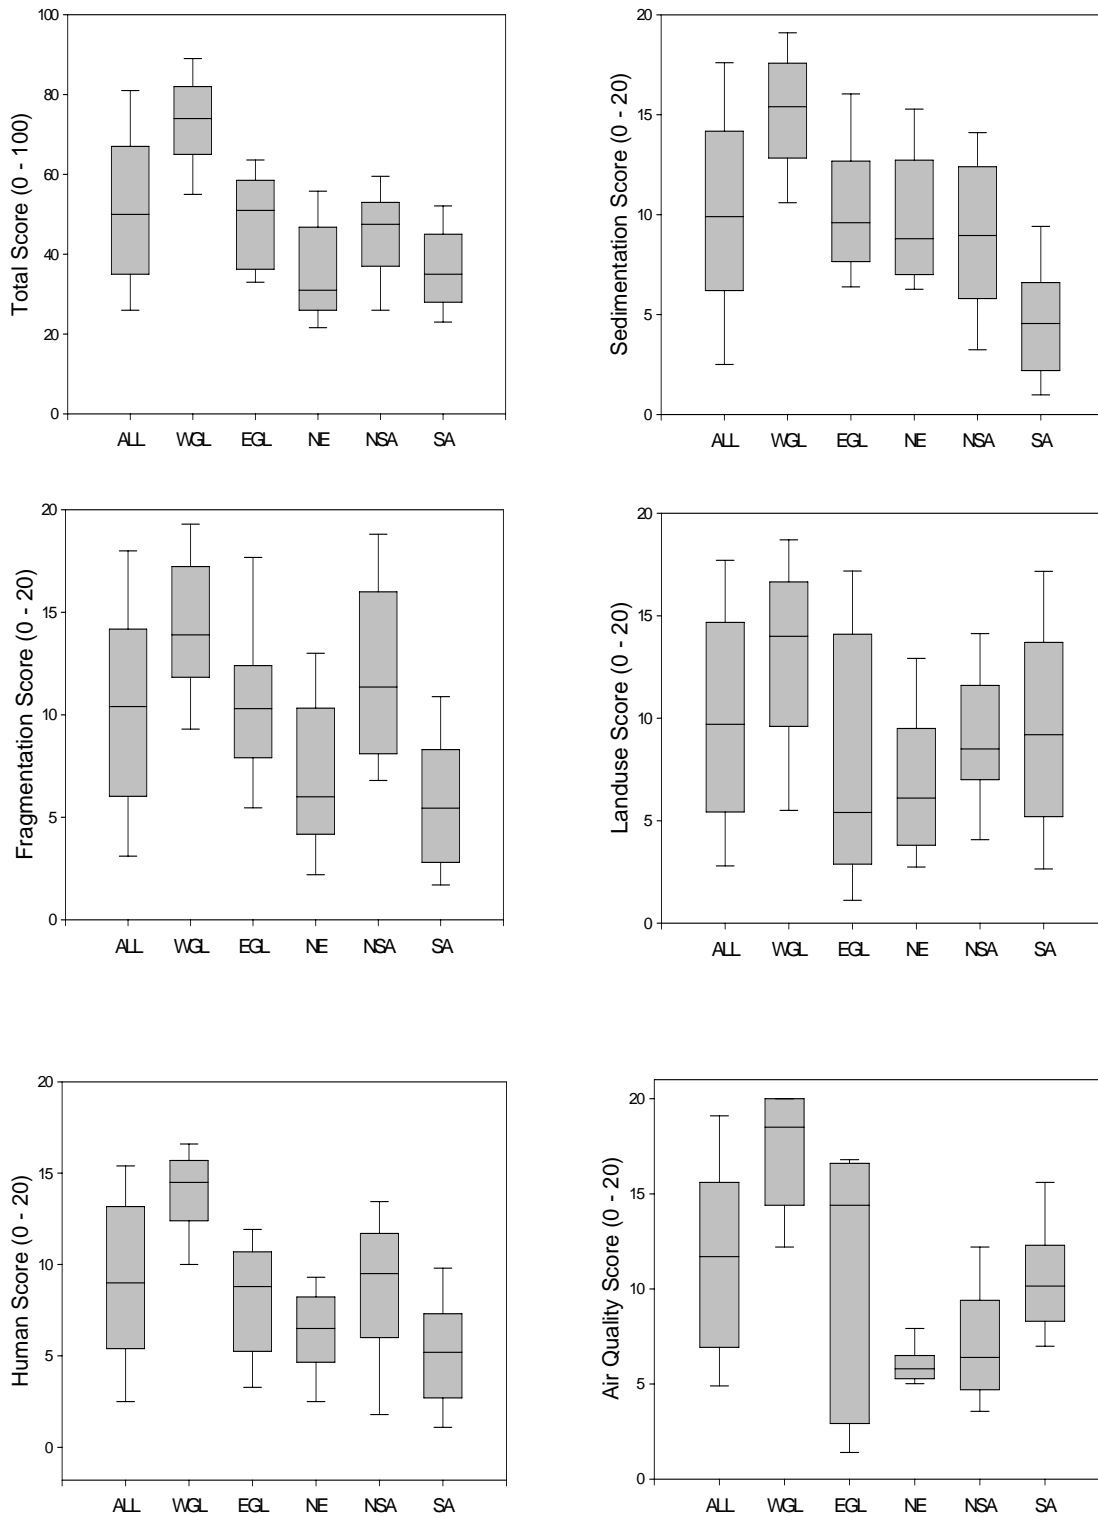 Total Score (0 - 100)
100
80
60
40
20
0
ALL WGL EGL NE NSA SA
Sedimentation Score (0 - 20)
20
15
10
5
0
ALL WGL EGL NE NSA SA
Fragmentation Score (0 - 20)
20
15
10
5
0
ALL WGL EGL NE NSA SA
Landuse Score (0 - 20)
20
15
10
5
0
ALL WGL EGL NE NSA SA
Human Score (0 - 20)
20
15
10
5
0
ALL WGL EGL NE NSA SA
Air Quality Score (0 - 20)
20
15
10
5
0
ALL WGL EGL NE NSA SA